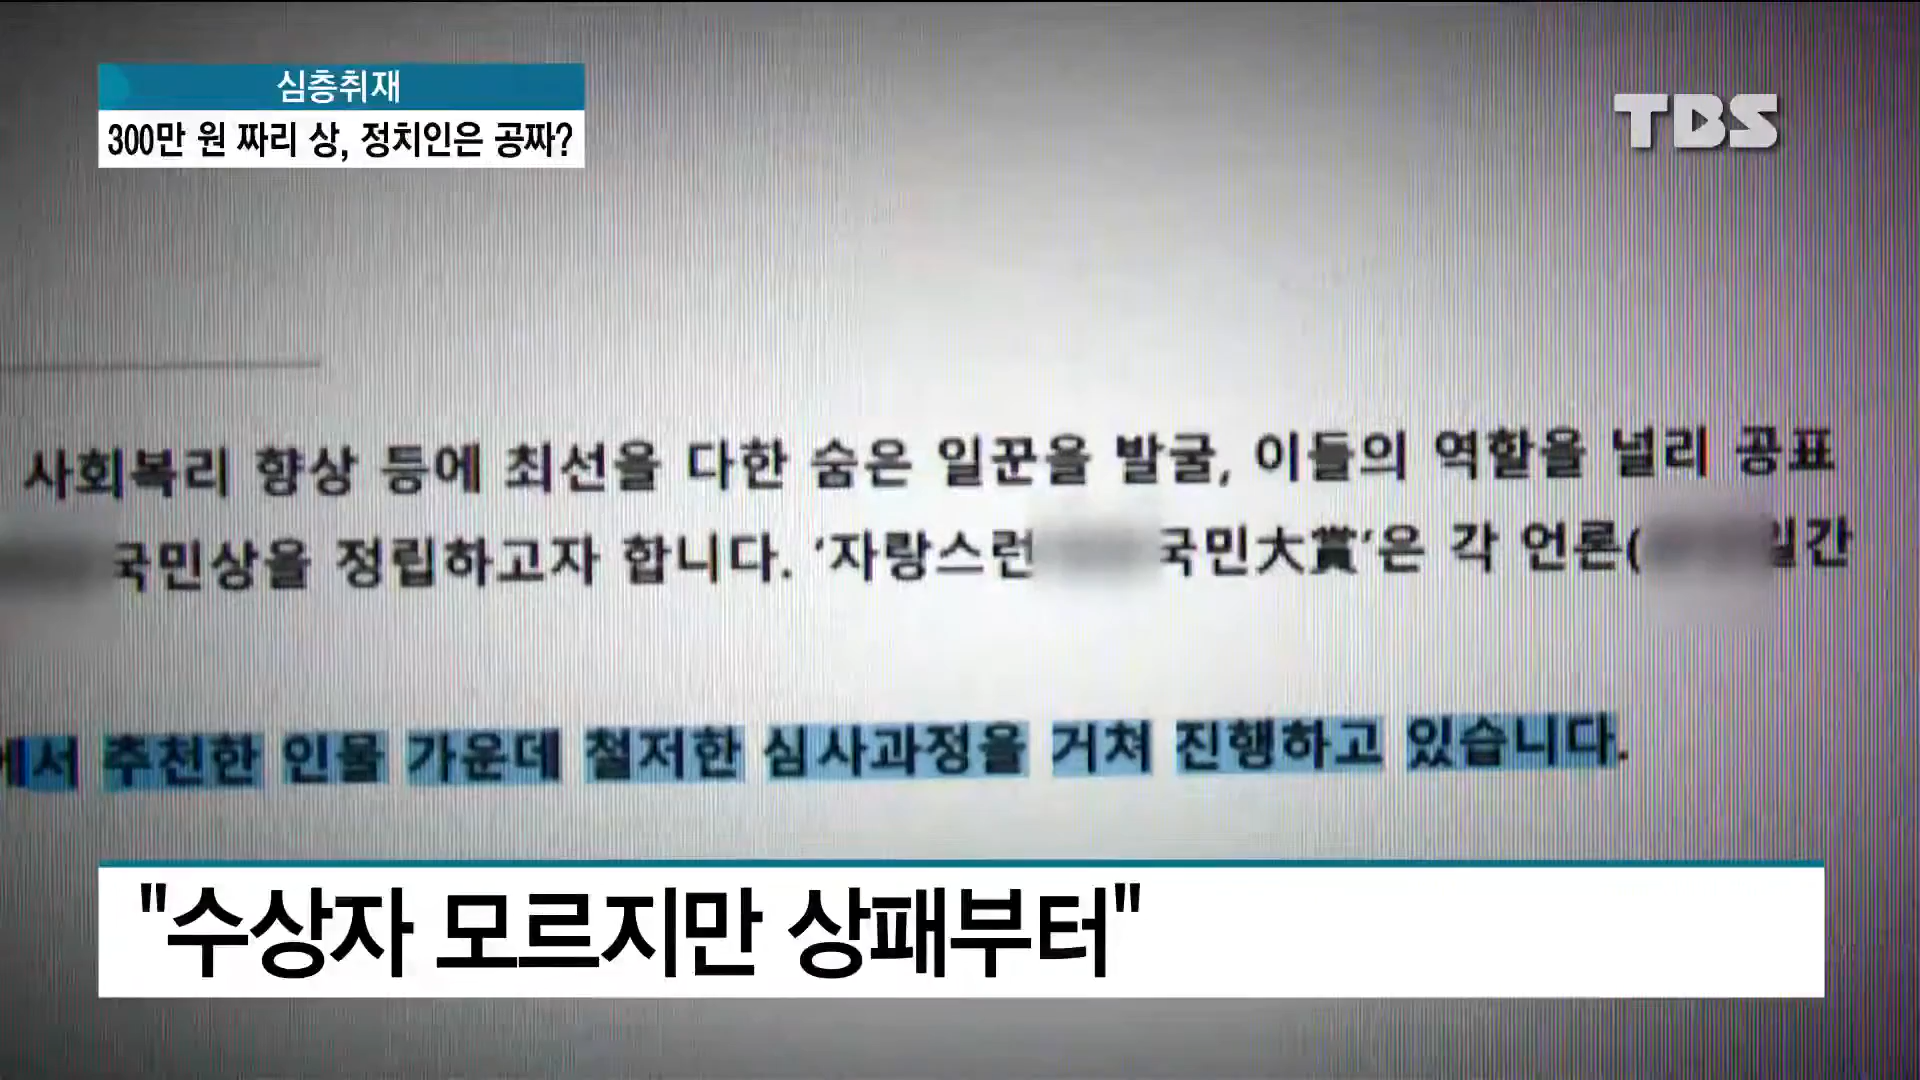 심층취재
300만 원 짜리 상, 정치인은 공짜?
TBS
사회복리 향상 등에 최선을 다한 숨은 일꾼을 발굴, 이들의 역할을 널리 공표
국민상을 정립하고자 합니다. ‘자랑스런 국민大賞’은 각 언론( 일간
에서 추천한 인물 가운데 철저한 심사과정을 거쳐 진행하고 있습니다.
"수상자 모르지만 상패부터"